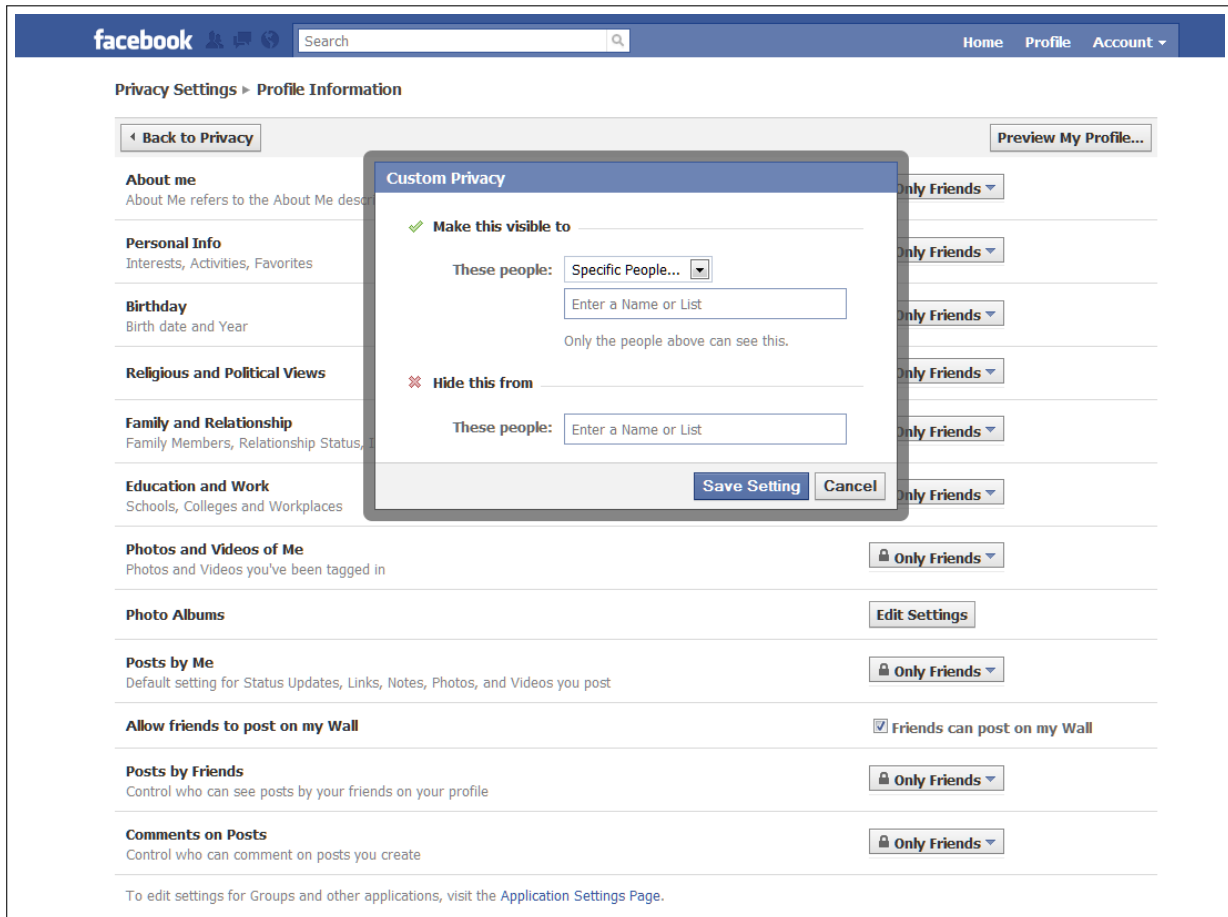 facebook Search Home Profile Account
Privacy Settings ▸ Profile Information
Back to Privacy Preview My Profile...
Custom Privacy
About me
About Me refers to the About Me Only Friends
Make this visible to
Personal Info
Interests, Activities, Favorites Only Friends
These people: Specific People...
Enter a Name or List
Birthday
Birth date and Year Only Friends
Only the people above can see this.
Religious and Political Views Only Friends
Hide this from
Family and Relationship
Family Members, Relationship Status, Only Friends
These people: Enter a Name or List
Education and Work
Schools, Colleges and Workplaces Only Friends
Save Setting Cancel
Photos and Videos of Me
Photos and Videos you've been tagged in Only Friends
Photo Albums Edit Settings
Posts by Me
Default setting for Status Updates, Links, Notes, Photos, and Videos you post Only Friends
Allow friends to post on my Wall Friends can post on my Wall
Posts by Friends
Control who can see posts by your friends on your profile Only Friends
Comments on Posts
Control who can comment on posts you create Only Friends
To edit settings for Groups and other applications, visit the Application Settings Page.